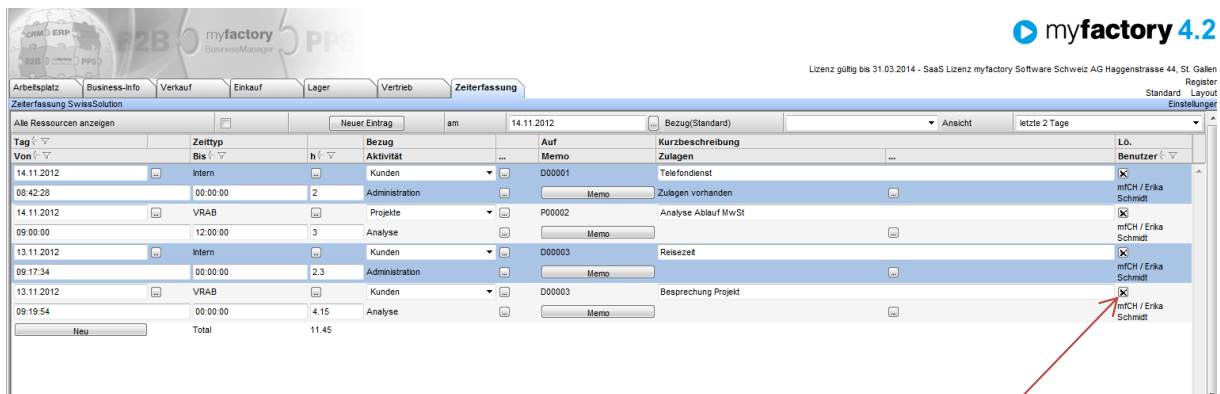 CRM ERP
B2B PPS
B2B myfactory BusinessManager PPS
myfactory 4.2
Lizenz gültig bis 31.03.2014 - SaaS Lizenz myfactory Software Schweiz AG Haggenstrasse 44, St. Gallen
Register
Arbeitsplatz Business-Info Verkauf Einkauf Lager Vertrieb Zeiterfassung
Standard Layout
Zeiterfassung SwissSolution Einstellunger
Alle Ressourcen anzeigen Neuer Eintrag am 14.11.2012 ... Bezug(Standard) Ansicht letzte 2 Tage
Tag Zeittyp Bezug Auf Kurzbeschreibung Lö.
Von Bis h Aktivität ... Memo Zulagen ... Benutzer
14.11.2012 ... Intern ... Kunden ... D00001 Telefondienst
08:42:28 00:00:00 2 Administration ... Memo Zulagen vorhanden ... mfCH / Erika Schmidt
14.11.2012 ... VRAB ... Projekte ... P00002 Analyse Ablauf MwSt
09:00:00 12:00:00 3 Analyse ... Memo ... mfCH / Erika Schmidt
13.11.2012 ... Intern ... Kunden ... D00003 Reisezeit
09:17:34 00:00:00 2.3 Administration ... Memo ... mfCH / Erika Schmidt
13.11.2012 ... VRAB ... Kunden ... D00003 Besprechung Projekt
09:19:54 00:00:00 4.15 Analyse ... Memo ... mfCH / Erika Schmidt
Neu Total 11.45